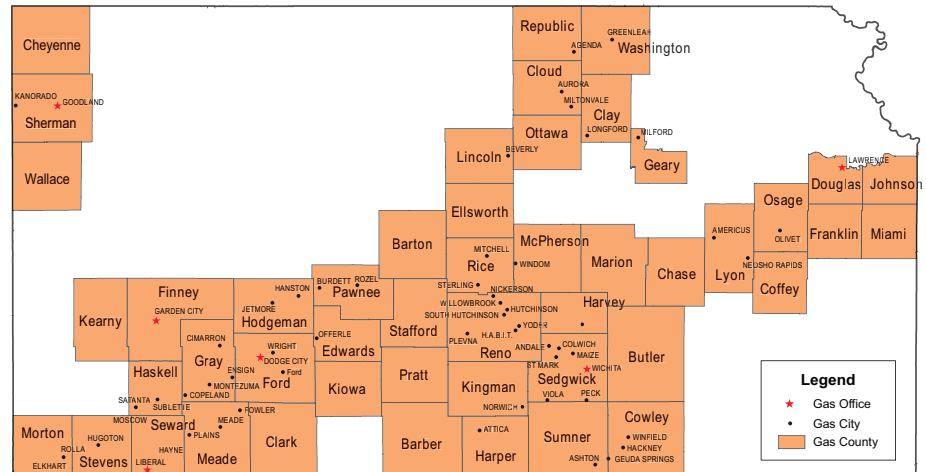 Cheyenne
Republic
GREENLEAF
Washington
AGENDA
Cloud
AURORA
MILTONVALE
KANORADO
GOODLAND
Sherman
Clay
LONGFORD
MILFORD
Ottawa
BEVERLY
Lincoln
Geary
Wallace
LAWRENCE
Douglas
Johnson
Osage
Ellsworth
AMERICUS
OLIVET
Franklin
Miami
Barton
McPherson
MITCHELL
Rice
WINDOM
Marion
Chase
Lyon
NEOSHO RAPIDS
Coffey
Finney
HANSTON
BURDETT
ROZEL
Pawnee
STERLING
NICKERSON
WILLOWBROOK
Harvey
Kearny
GARDEN CITY
JETMORE
Hodgeman
SOUTH HUTCHINSON
HUTCHINSON
YODER
Stafford
OFFERLE
H.A.B.I.T.
PLEVNA
CIMARRON
WRIGHT
Edwards
Reno
ANDALE
COLWICH
MAIZE
Butler
Gray
DODGE CITY
ST MARK
WICHITA
Haskell
ENSIGN
Ford
Ford
Pratt
Sedgwick
MONTEZUMA
Kiowa
Kingman
VIOLA
PECK
COPELAND
SATANTA
SUBLETTE
FOWLER
NORWICH
MOSCOW
Seward
MEADE
Cowley
Morton
HUGOTON
PLAINS
Clark
Barber
ATTICA
Sumner
WINFIELD
ROLLA
HAYNE
HACKNEY
Stevens
LIBERAL
Meade
Harper
ASHTON
GEUDA SPRINGS
ELKHART
Legend
Gas Office
Gas City
Gas County